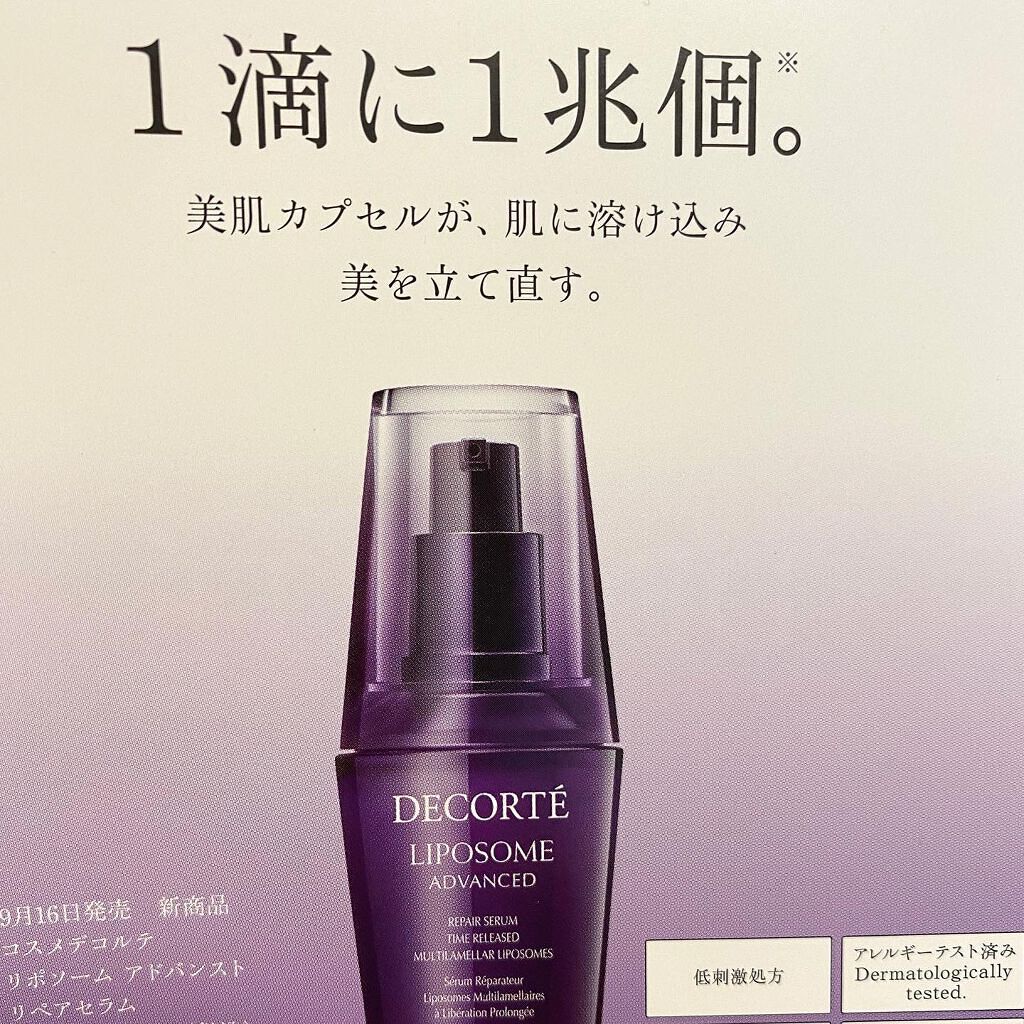 1滴に1兆個※。
美肌カプセルが、肌に溶け込み
美を立て直す。
DECORTÉ
LIPOSOME
ADVANCED
REPAIR SERUM
TIME RELEASED
MULTILAMELLAR LIPOSOMES
Sérum Réparateur
Liposomes Multilamellaires
à Libération Prolongée
9月16日発売 新商品
コスメデコルテ
リポソーム アドバンスト
リペアセラム
低刺激処方
アレルギーテスト済み
Dermatologically
tested.